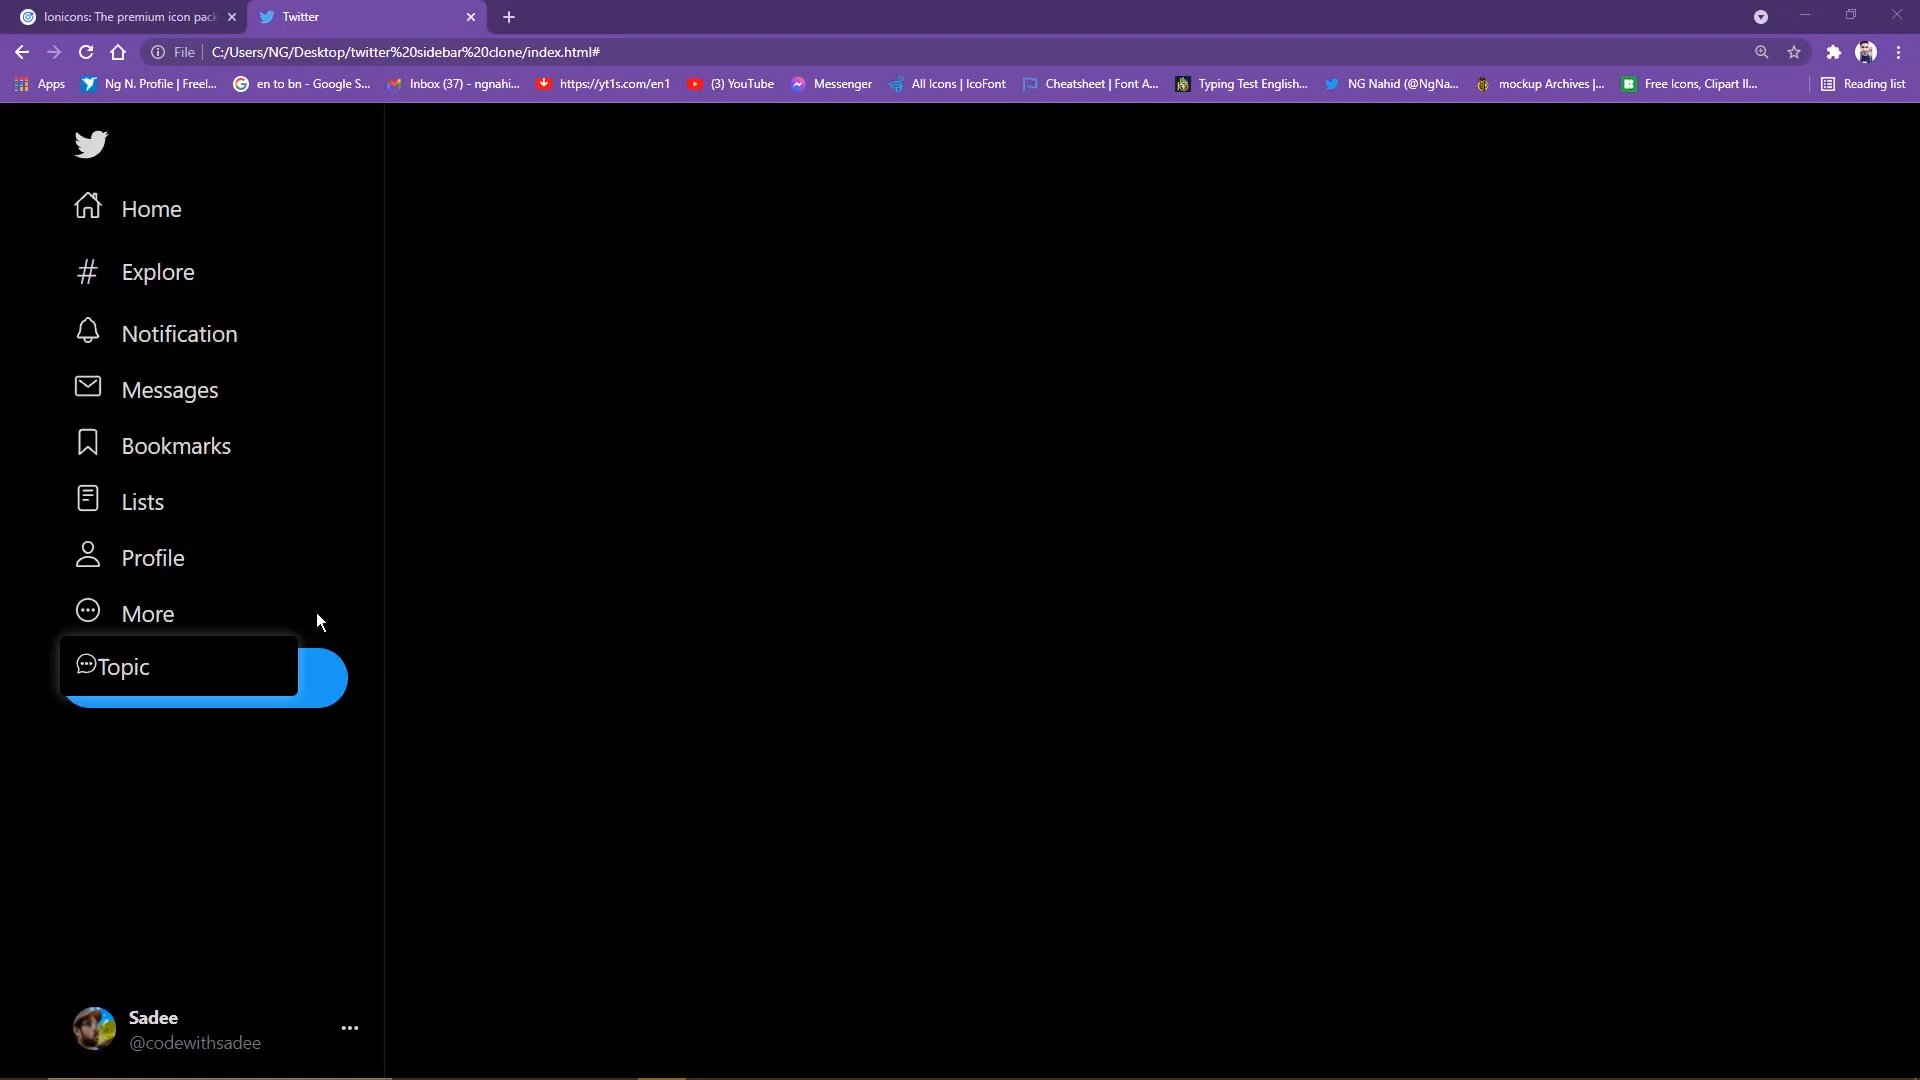 Ionicons: The premium icon pack
Twitter
File
C:/Users/NG/Desktop/twitter%20sidebar%20clone/index.html#
Apps
Ng N. Profile | Freel...
en to bn - Google S...
Inbox (37) - ngnahi...
https://yt1s.com/en1
(3) YouTube
Messenger
All Icons | IcoFont
Cheatsheet | Font A...
Typing Test English...
NG Nahid (@NgNa...
mockup Archives |...
Free Icons, Clipart Il...
Reading list
Home
# Explore
Notification
Messages
Bookmarks
Lists
Profile
More
Topic
Sadee
@codewithsadee